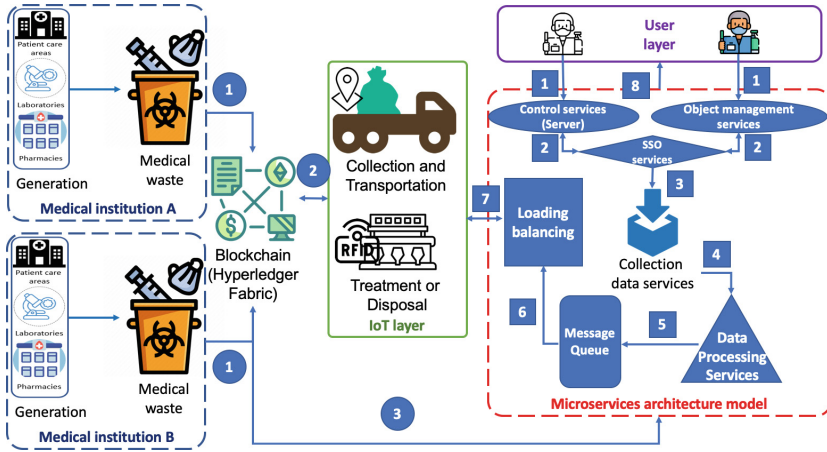 Patient care
areas
Laboratories
Pharmacies
Generation
Medical
waste
Medical institution A
1
Patient care
areas
Laboratories
Pharmacies
Generation
Medical
waste
Medical institution B
1
Blockchain
(Hyperledger
Fabric)
2
3
Collection and
Transportation
RFID
Treatment or
Disposal
IoT layer
7
User
layer
1
8
1
Control services
(Server)
Object management
services
2
SSO
services
2
3
Loading
balancing
Collection
data services
4
6
Message
Queue
5
Data
Processing
Services
Microservices architecture model